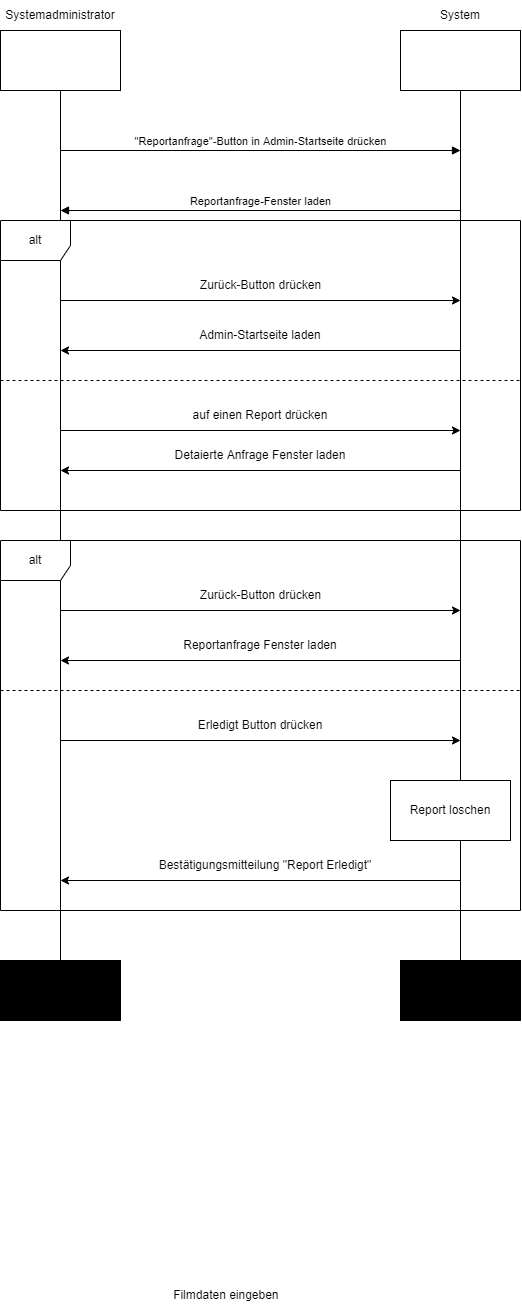 Systemadministrator
System
"Reportanfrage"-Button in Admin-Startseite drücken
Reportanfrage-Fenster laden
alt
Zurück-Button drücken
Admin-Startseite laden
auf einen Report drücken
Detaierte Anfrage Fenster laden
alt
Zurück-Button drücken
Reportanfrage Fenster laden
Erledigt Button drücken
Report loschen
Bestätigungsmitteilung "Report Erledigt"
Filmdaten eingeben